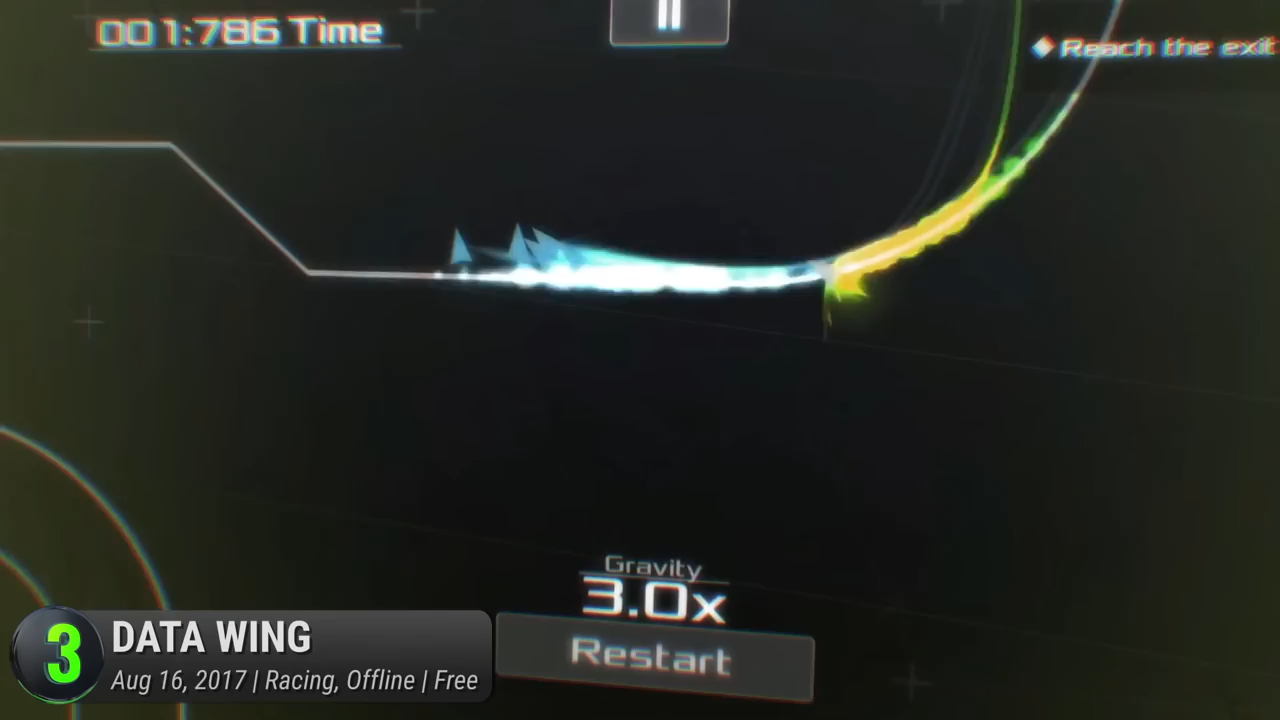 001:786 Time
Reach the exit
Gravity
3.0x
Restart
3
DATA WING
Aug 16, 2017 | Racing, Offline | Free